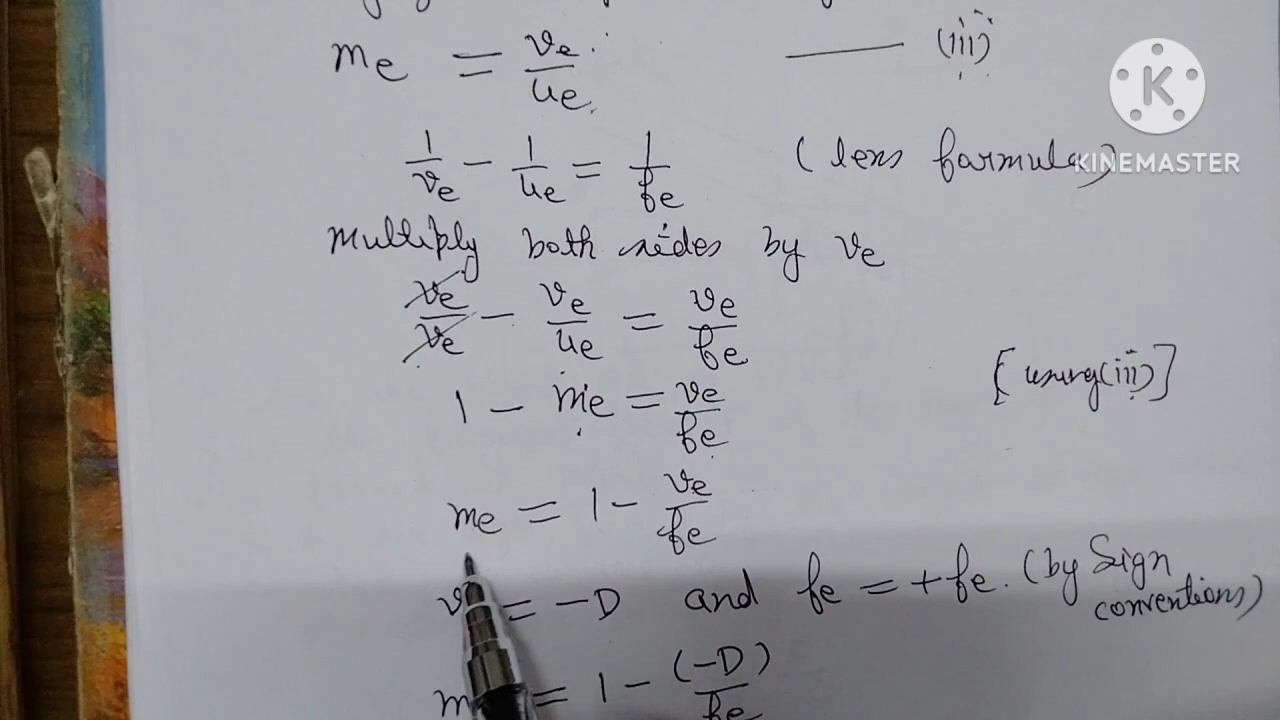 me = ve/ue ——— (iii)
1/ve - 1/ue = 1/fe (lens formula)
KINEMASTER
Multiply both sides by ve
ve/ve - ve/ue = ve/fe
1 - me = ve/fe [using(iii)]
me = 1 - ve/fe
v = -D and fe = +fe. (by Sign
conventions)
m = 1 - (-D)/fe